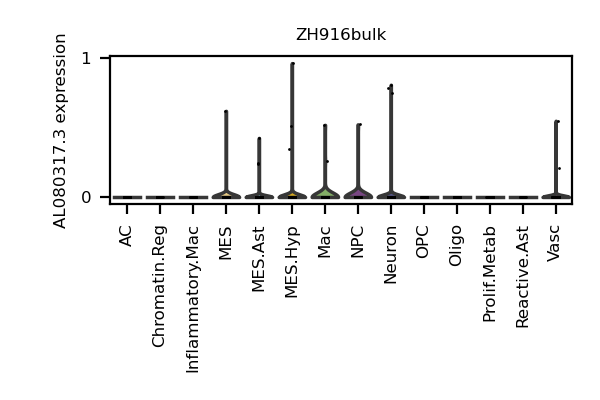 ZH916bulk
AL080317.3 expression
1
0
AC
Chromatin.Reg
Inflammatory.Mac
MES
MES.Ast
MES.Hyp
Mac
NPC
Neuron
OPC
Oligo
Prolif.Metab
Reactive.Ast
Vasc